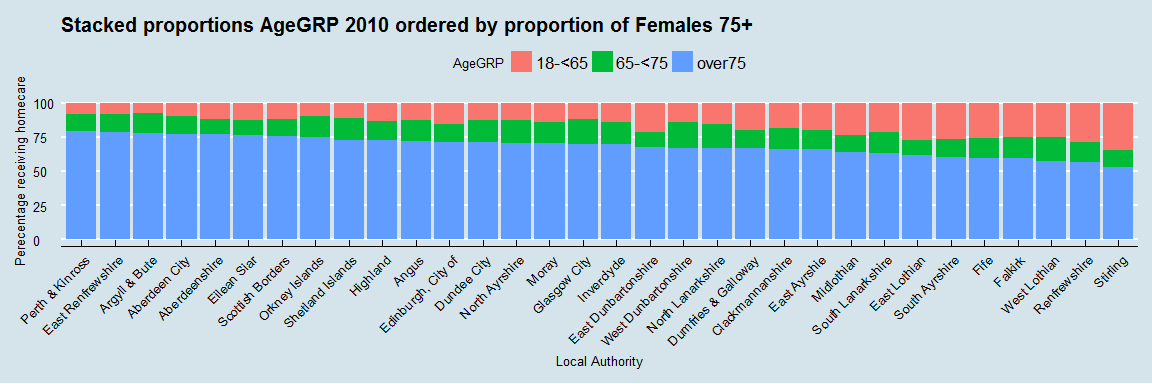 Stacked proportions AgeGRP 2010 ordered by proportion of Females 75+
AgeGRP 18-<65 65-<75 over75
Perecentage receiving homecare
100
75
50
25
0
Perth & Kinross
East Renfrewshire
Argyll & Bute
Aberdeen City
Aberdeenshire
Eilean Siar
Scottish Borders
Orkney Islands
Shetland Islands
Highland
Angus
Edinburgh, City of
Dundee City
North Ayrshire
Moray
Glasgow City
Inverclyde
East Dunbartonshire
West Dunbartonshire
North Lanarkshire
Dumfries & Galloway
Clackmannanshire
East Ayrshire
Midlothian
South Lanarkshire
East Lothian
South Ayrshire
Fife
Falkirk
West Lothian
Renfrewshire
Stirling
Local Authority